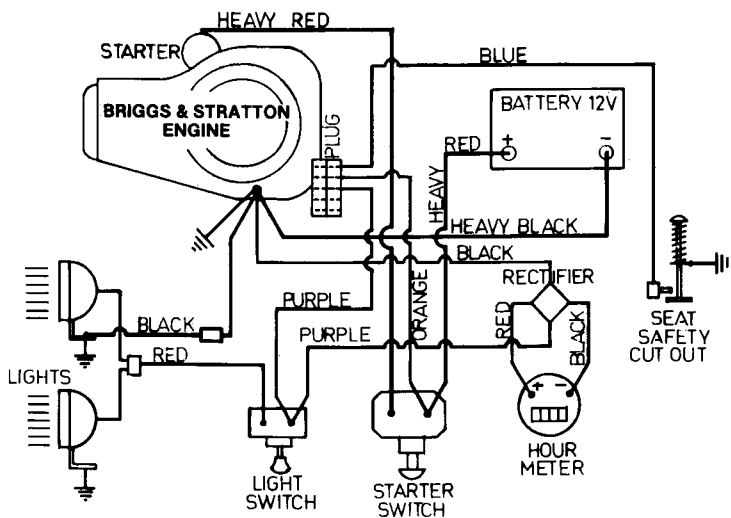 HEAVY RED
STARTER
BLUE
BRIGGS & STRATTON
ENGINE
PLUG
BATTERY 12V
+
−
RED
HEAVY
HEAVY BLACK
BLACK
RECTIFIER
PURPLE
ORANGE
BLACK
PURPLE
RED
BLACK
SEAT
SAFETY
CUT OUT
RED
LIGHTS
+
−
HOUR
METER
LIGHT
SWITCH
STARTER
SWITCH